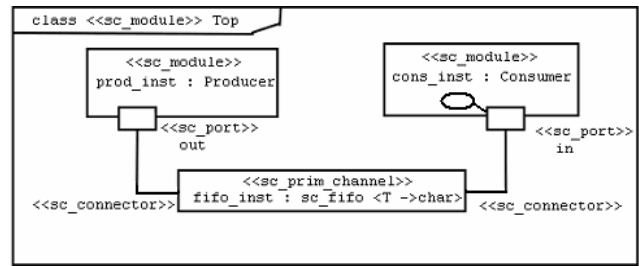 class <<sc_module>> Top
<<sc_module>>
prod_inst : Producer
<<sc_module>>
cons_inst : Consumer
<<sc_port>>
out
<<sc_port>>
in
<<sc_prim_channel>>
fifo_inst : sc_fifo <T ->char>
<<sc_connector>>
<<sc_connector>>